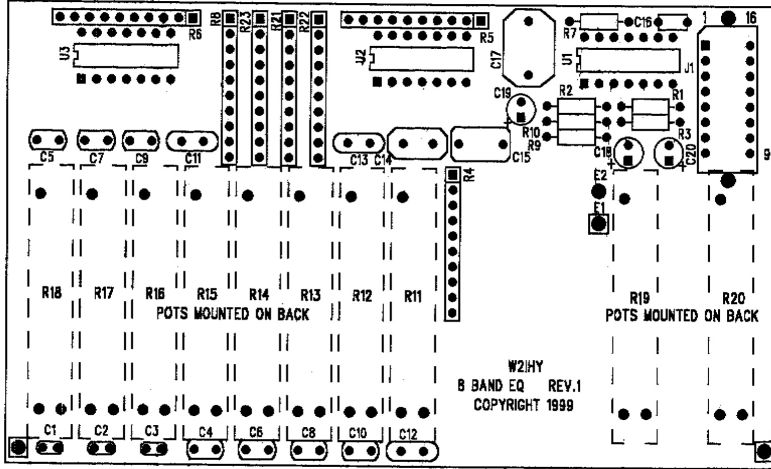 R6
U3
R8
R23
R21
R22
R5
U2
C17
R7
C16
U1
J1
1
16
9
C19
R2
R1
R10
R9
R3
C18
C20
C5
C7
C9
C11
C13
C14
C15
R4
E2
E1
R18
R17
R16
R15
R14
R13
R12
R11
R19
R20
POTS MOUNTED ON BACK
POTS MOUNTED ON BACK
W2IHY
8 BAND EQ REV.1
COPYRIGHT 1999
C1
C2
C3
C4
C6
C8
C10
C12
+
+
+